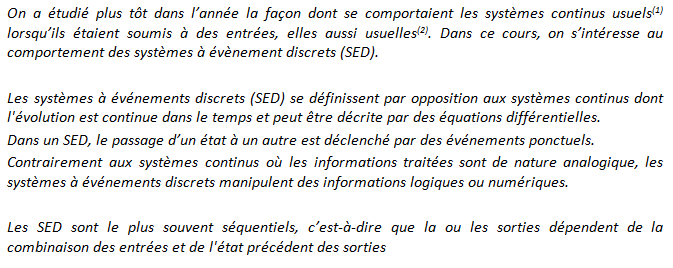 On a étudié plus tôt dans l’année la façon dont se comportaient les systèmes continus usuels(1)
lorsqu’ils étaient soumis à des entrées, elles aussi usuelles(2). Dans ce cours, on s’intéresse au
comportement des systèmes à évènement discrets (SED).
Les systèmes à événements discrets (SED) se définissent par opposition aux systèmes continus dont
l'évolution est continue dans le temps et peut être décrite par des équations différentielles.
Dans un SED, le passage d’un état à un autre est déclenché par des événements ponctuels.
Contrairement aux systèmes continus où les informations traitées sont de nature analogique, les
systèmes à événements discrets manipulent des informations logiques ou numériques.
Les SED sont le plus souvent séquentiels, c’est-à-dire que la ou les sorties dépendent de la
combinaison des entrées et de l'état précédent des sorties